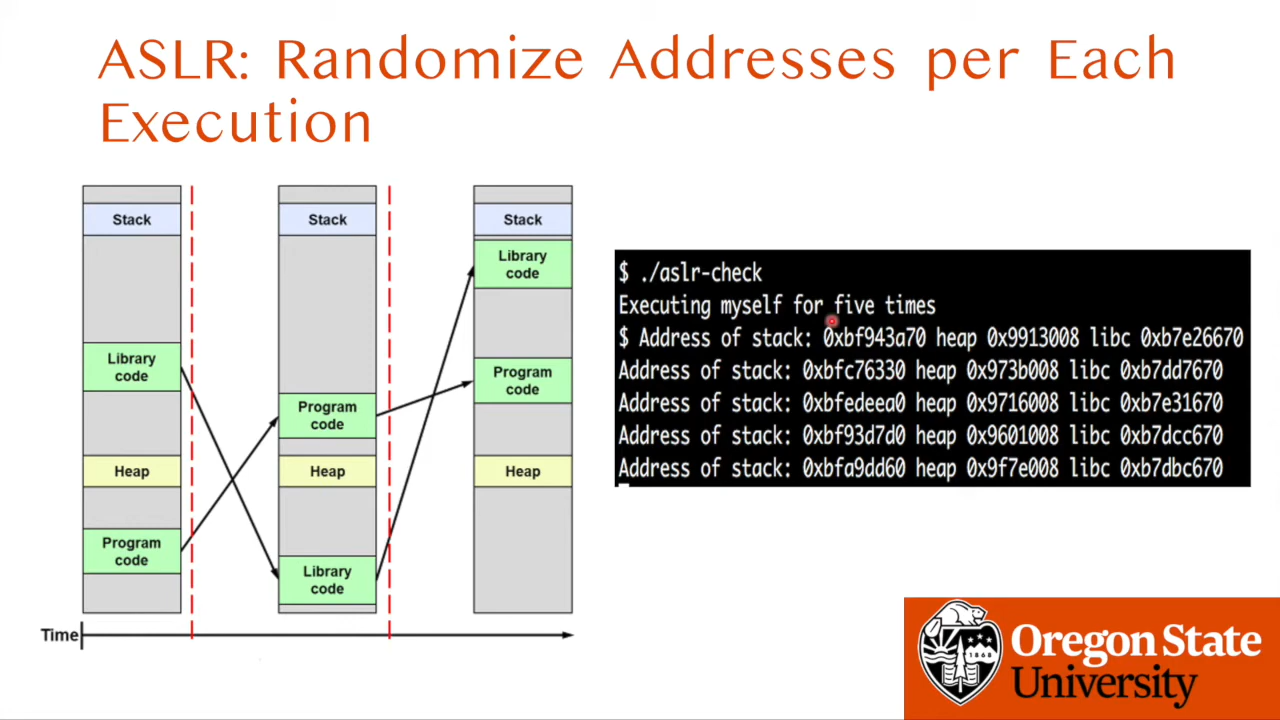 ASLR: Randomize Addresses per Each
Execution
Stack
Library
code
Heap
Program
code
Stack
Program
code
Heap
Library
code
Stack
Library
code
Program
code
Heap
Time
$ ./aslr-check
Executing myself for five times
$ Address of stack: 0xbf943a70 heap 0x9913008 libc 0xb7e26670
Address of stack: 0xbfc76330 heap 0x973b008 libc 0xb7dd7670
Address of stack: 0xbfedeea0 heap 0x9716008 libc 0xb7e31670
Address of stack: 0xbf93d7d0 heap 0x9601008 libc 0xb7dcc670
Address of stack: 0xbfa9dd60 heap 0x9f7e008 libc 0xb7dbc670
1868
Oregon State
University